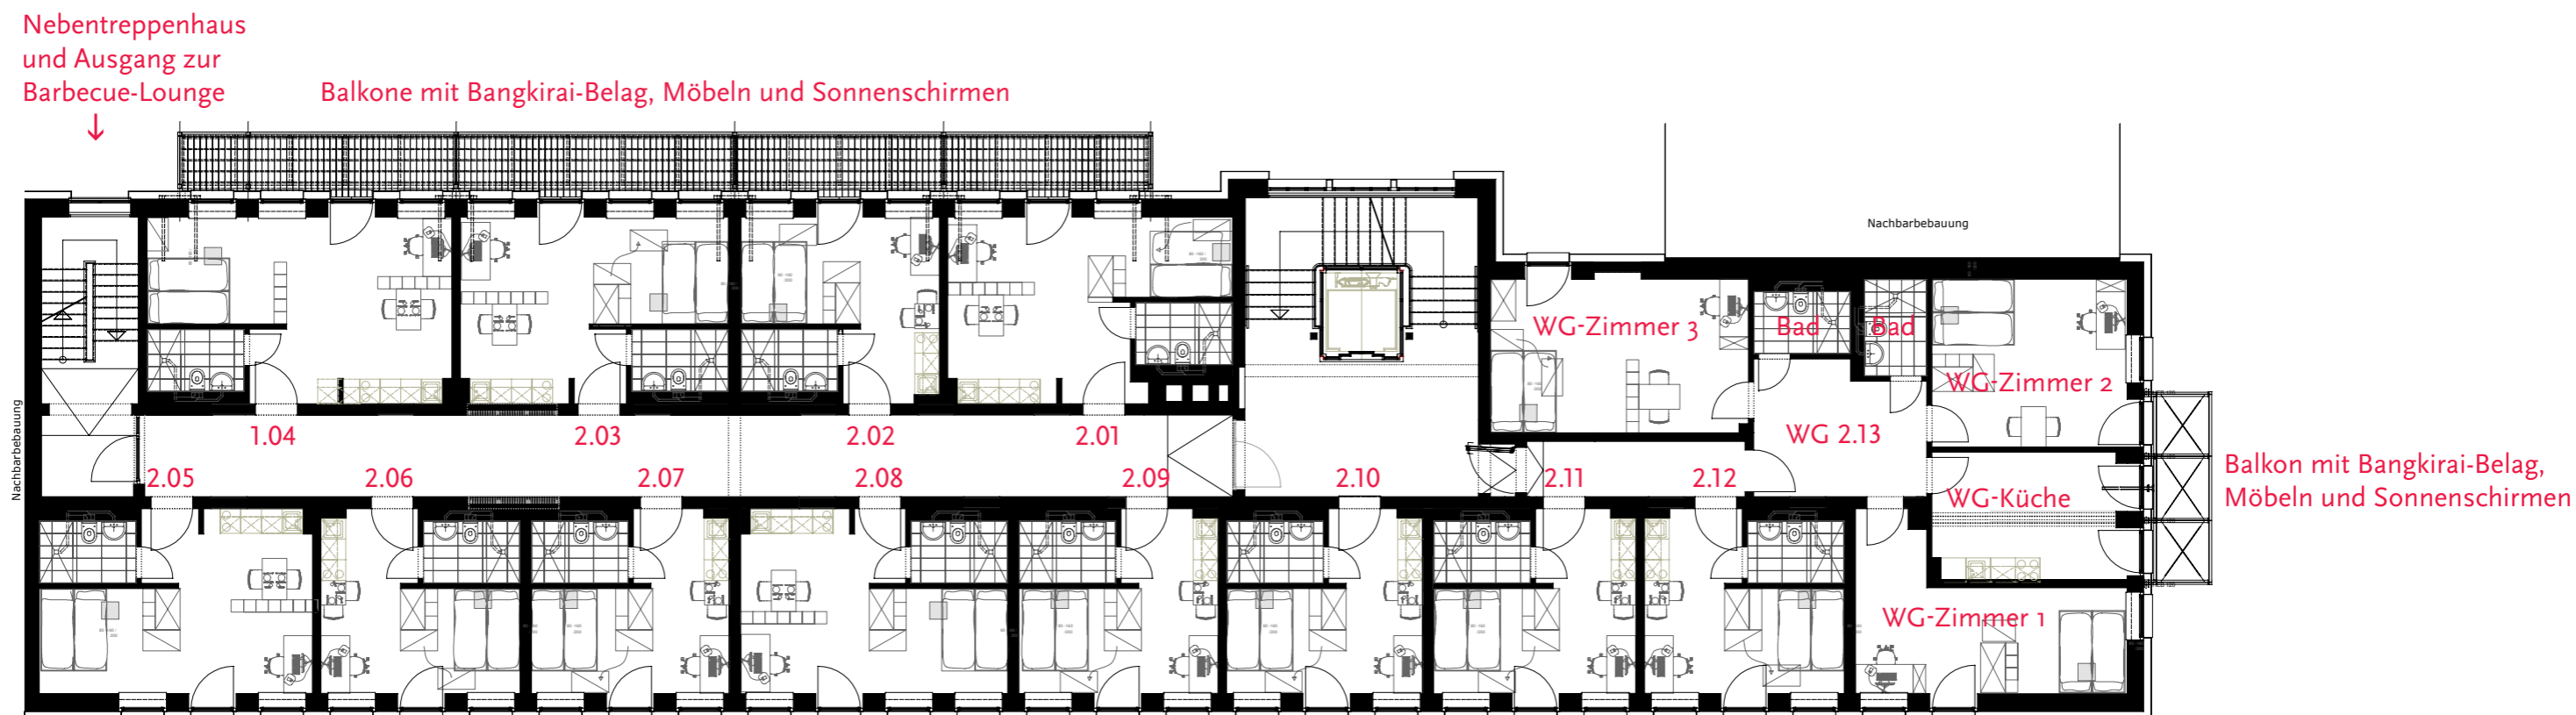 Nebentreppenhaus
und Ausgang zur
Barbecue-Lounge
Balkone mit Bangkirai-Belag, Möbeln und Sonnenschirmen
Nachbarbebauung
WG-Zimmer 3
Bad
Bad
WG-Zimmer 2
Nachbarbebauung
1.04
2.03
2.02
2.01
WG 2.13
2.05
2.06
2.07
2.08
2.09
2.10
2.11
2.12
WG-Küche
Balkon mit Bangkirai-Belag,
Möbeln und Sonnenschirmen
WG-Zimmer 1